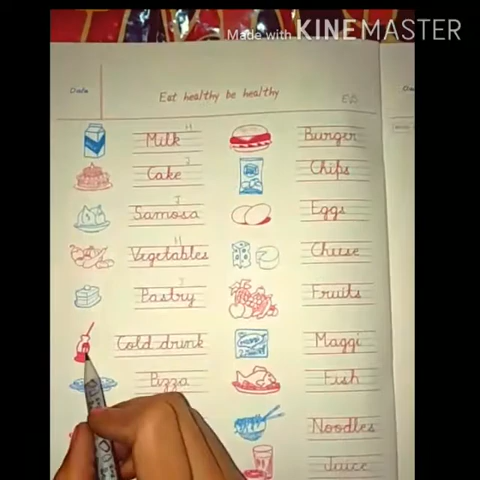 Made with KINEMASTER
Date
Eat healthy be healthy
Milk H
Burger
Cake J
Chips
Samosa J
Eggs
Vegetables H
Cheese
Pastry J
Fruits
Cold drink
Maggi
Pizza
Fish
Noodles
Juice